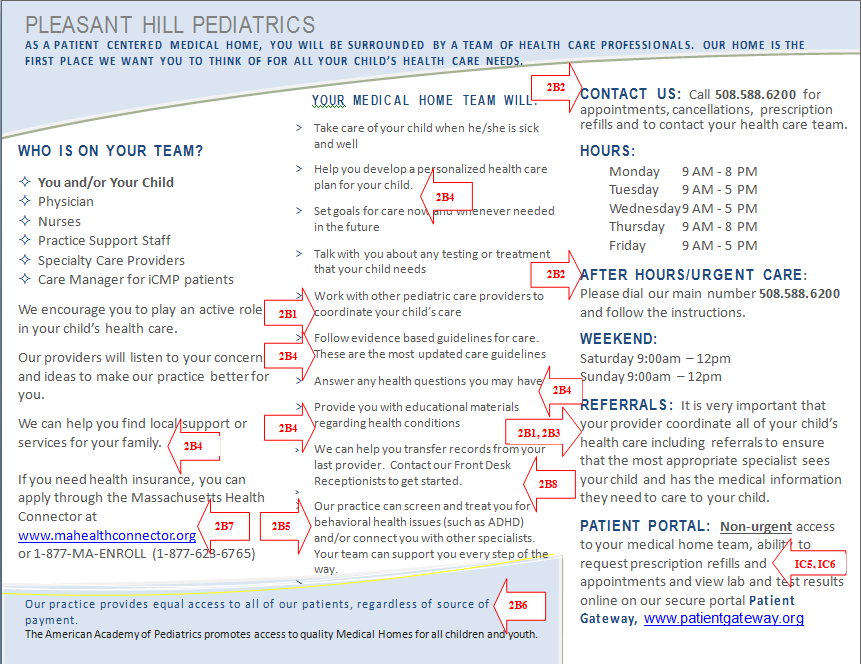 PLEASANT HILL PEDIATRICS
AS A PATIENT CENTERED MEDICAL HOME, YOU WILL BE SURROUNDED BY A TEAM OF HEALTH CARE PROFESSIONALS. OUR HOME IS THE
FIRST PLACE WE WANT YOU TO THINK OF FOR ALL YOUR CHILD'S HEALTH CARE NEEDS.
WHO IS ON YOUR TEAM?
You and/or Your Child
Physician
Nurses
Practice Support Staff
Specialty Care Providers
Care Manager for iCMP patients
We encourage you to play an active role
in your child's health care.
Our providers will listen to your concern
and ideas to make our practice better for
you.
We can help you find local support or
services for your family.
2B4
If you need health insurance, you can
apply through the Massachusetts Health
Connector at
www.mahealthconnector.org
2B7
or 1-877-MA-ENROLL (1-877-623-6765)
YOUR MEDICAL HOME TEAM WILL:
> Take care of your child when he/she is sick
and well
> Help you develop a personalized health care
plan for your child.
2B4
> Set goals for care now and whenever needed
in the future
> Talk with you about any testing or treatment
that your child needs
> Work with other pediatric care providers to
2B1
coordinate your child's care
> Follow evidence based guidelines for care.
2B4
These are the most updated care guidelines
> Answer any health questions you may have
2B4
> Provide you with educational materials
2B4
regarding health conditions
> We can help you transfer records from your
last provider. Contact our Front Desk
Receptionists to get started.
2B8
> Our practice can screen and treat you for
2B5
behavioral health issues (such as ADHD)
and/or connect you with other specialists.
Your team can support you every step of the
way.
2B2
CONTACT US: Call 508.588.6200 for
appointments, cancellations, prescription
refills and to contact your health care team.
HOURS:
Monday 9 AM - 8 PM
Tuesday 9 AM - 5 PM
Wednesday 9 AM - 5 PM
Thursday 9 AM - 8 PM
Friday 9 AM - 5 PM
2B2
AFTER HOURS/URGENT CARE:
Please dial our main number 508.588.6200
and follow the instructions.
WEEKEND:
Saturday 9:00am – 12pm
Sunday 9:00am – 12pm
REFERRALS: It is very important that
2B1, 2B3
your provider coordinate all of your child's
health care including referrals to ensure
that the most appropriate specialist sees
your child and has the medical information
they need to care to your child.
PATIENT PORTAL: Non-urgent access
to your medical home team, ability to
request prescription refills and
IC5, IC6
appointments and view lab and test results
online on our secure portal Patient
Gateway, www.patientgateway.org
Our practice provides equal access to all of our patients, regardless of source of
payment.
2B6
The American Academy of Pediatrics promotes access to quality Medical Homes for all children and youth.